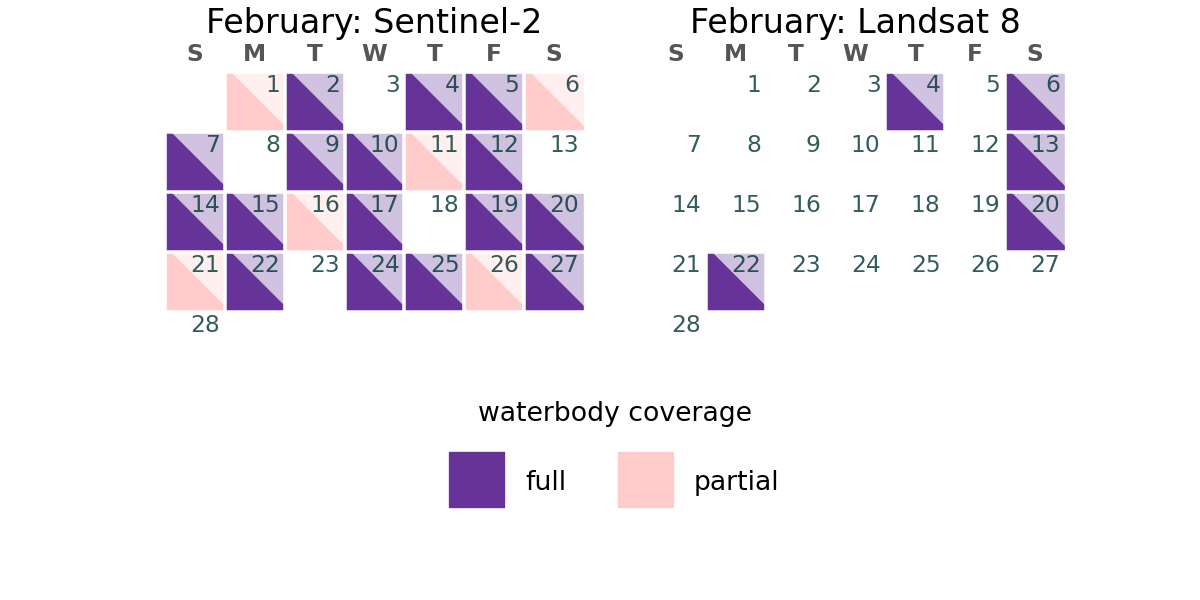 February: Sentinel-2
S M T W T F S
1 2 3 4 5 6
7 8 9 10 11 12 13
14 15 16 17 18 19 20
21 22 23 24 25 26 27
28
February: Landsat 8
S M T W T F S
1 2 3 4 5 6
7 8 9 10 11 12 13
14 15 16 17 18 19 20
21 22 23 24 25 26 27
28
waterbody coverage
full partial